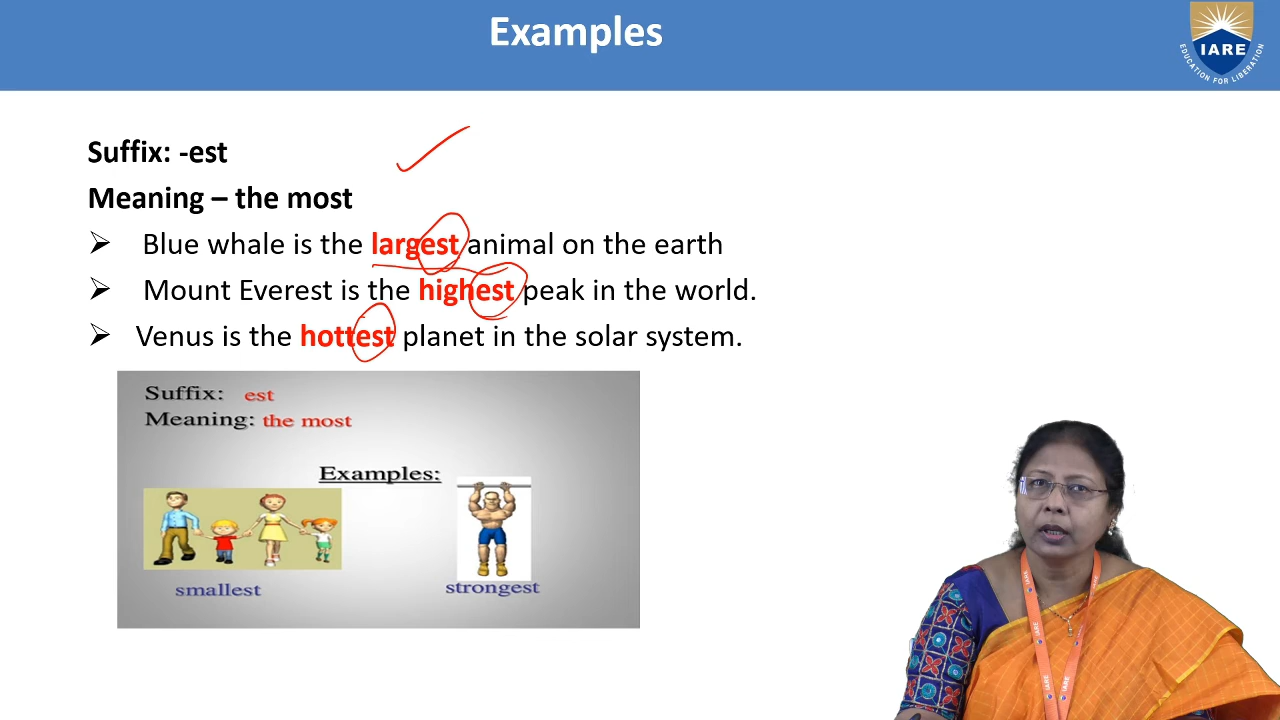 Examples
IARE
EDUCATION FOR LIBERATION
Suffix: -est
Meaning – the most
➢ Blue whale is the largest animal on the earth
➢ Mount Everest is the highest peak in the world.
➢ Venus is the hottest planet in the solar system.
Suffix: est
Meaning: the most
Examples:
smallest
strongest
IARE
IARE